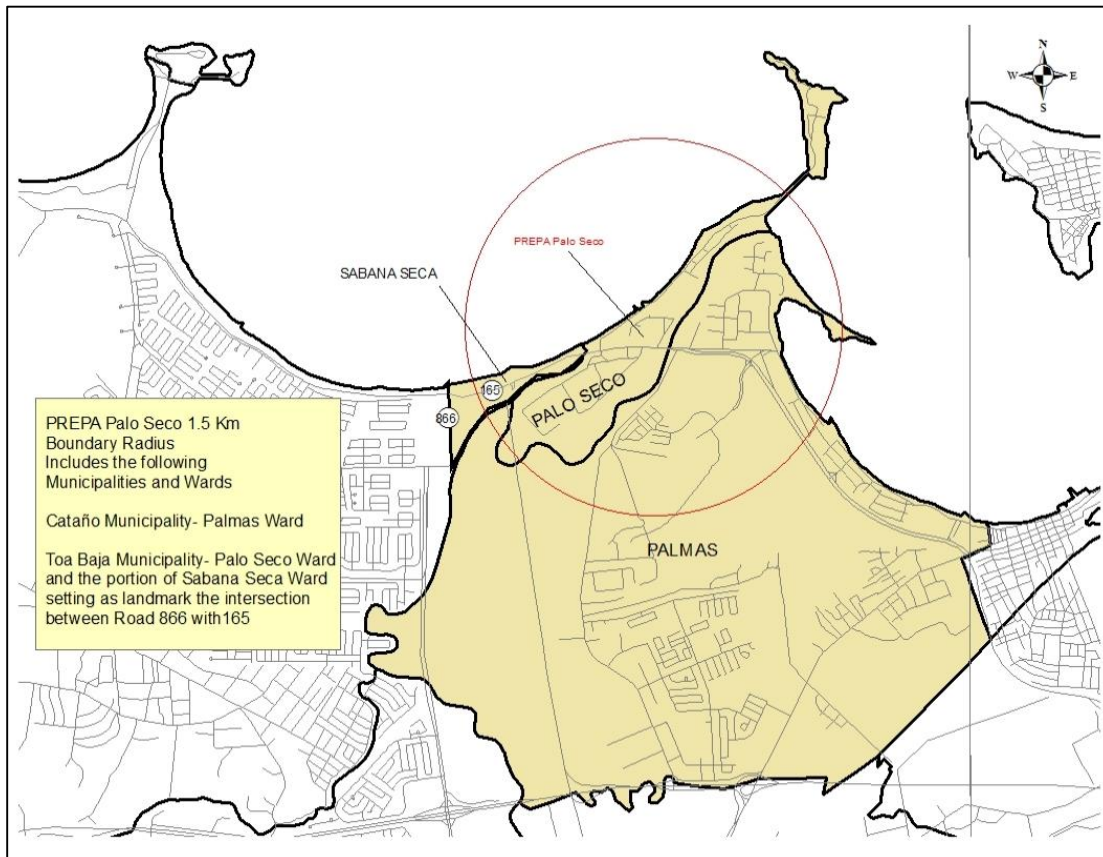 N
W E
S
PREPA Palo Seco
SABANA SECA
165
866
PALO SECO
PALMAS
PREPA Palo Seco 1.5 Km
Boundary Radius
Includes the following
Municipalities and Wards
Cataño Municipality- Palmas Ward
Toa Baja Municipality- Palo Seco Ward
and the portion of Sabana Seca Ward
setting as landmark the intersection
between Road 866 with165